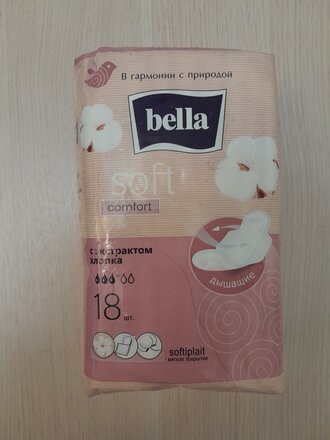 В гармонии с природой
bella
soft
comfort
с экстрактом
хлопка
дышащие
18 шт.
softiplait
мягкое покрытие